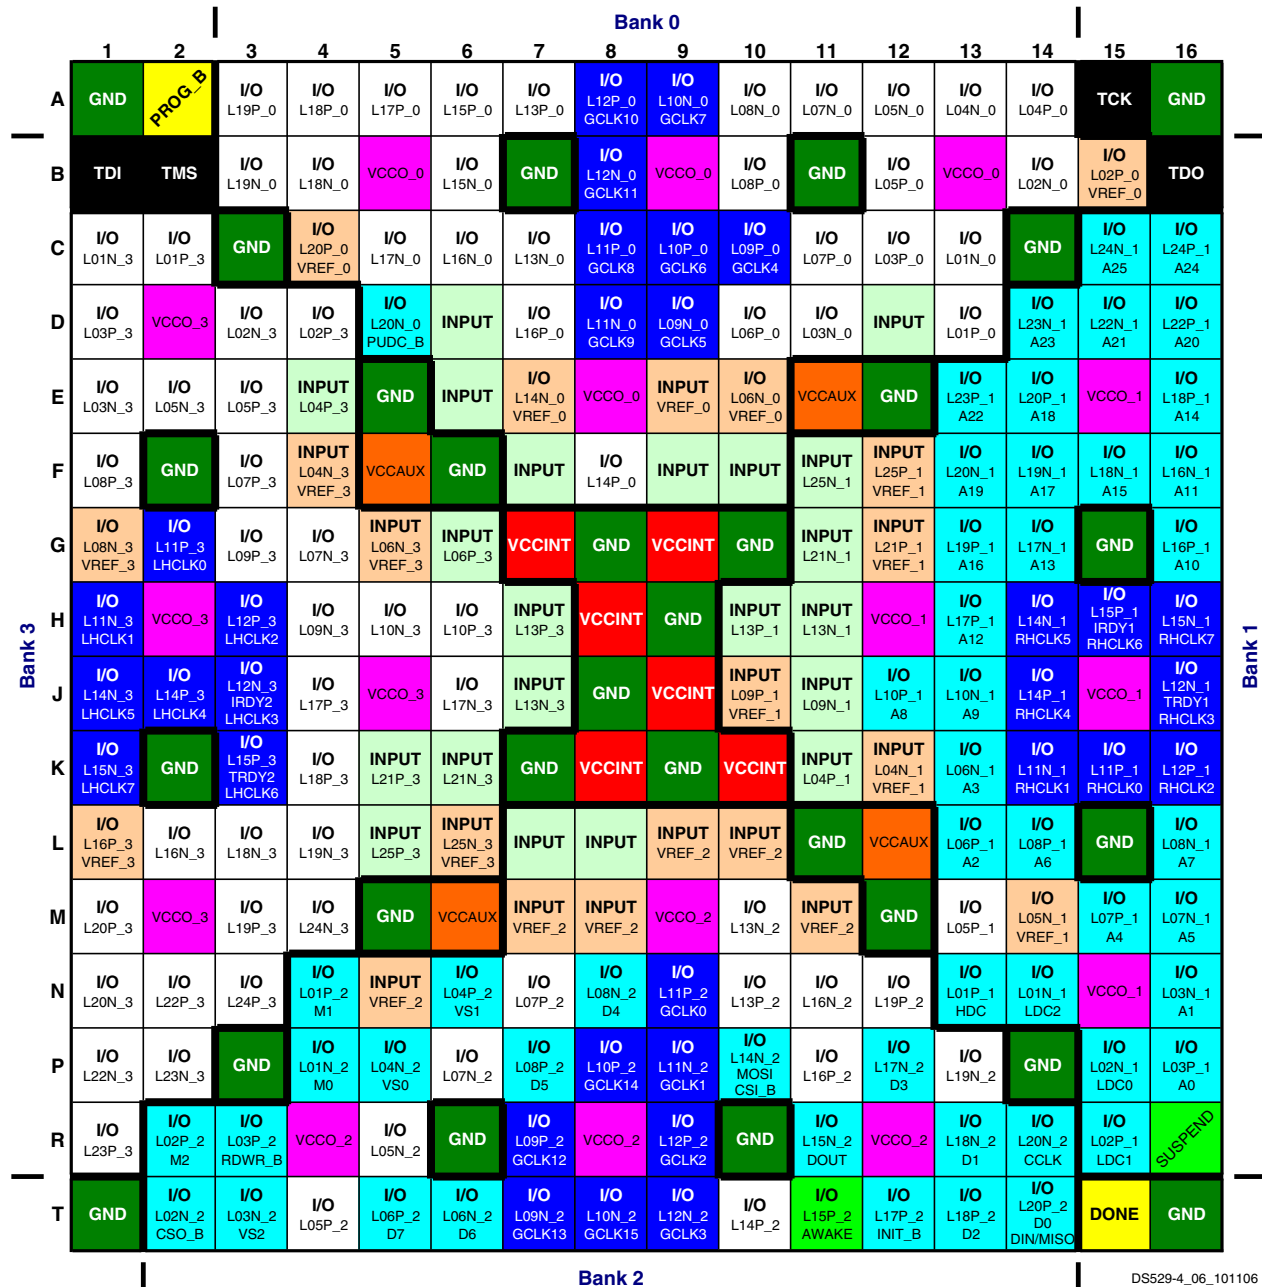 Bank 0
1 2 3 4 5 6 7 8 9 10 11 12 13 14 15 16
A GND PROG_B I/O L19P_0 I/O L18P_0 I/O L17P_0 I/O L15P_0 I/O L13P_0 I/O L12P_0 GCLK10 I/O L10N_0 GCLK7 I/O L08N_0 I/O L07N_0 I/O L05N_0 I/O L04N_0 I/O L04P_0 TCK GND
B TDI TMS I/O L19N_0 I/O L18N_0 VCCO_0 I/O L15N_0 GND I/O L12N_0 GCLK11 VCCO_0 I/O L08P_0 GND I/O L05P_0 VCCO_0 I/O L02N_0 I/O L02P_0 VREF_0 TDO
C I/O L01N_3 I/O L01P_3 GND I/O L20P_0 VREF_0 I/O L17N_0 I/O L16N_0 I/O L13N_0 I/O L11P_0 GCLK8 I/O L10P_0 GCLK6 I/O L09P_0 GCLK4 I/O L07P_0 I/O L03P_0 I/O L01N_0 GND I/O L24N_1 A25 I/O L24P_1 A24
D I/O L03P_3 VCCO_3 I/O L02N_3 I/O L02P_3 I/O L20N_0 PUDC_B INPUT I/O L16P_0 I/O L11N_0 GCLK9 I/O L09N_0 GCLK5 I/O L06P_0 I/O L03N_0 INPUT I/O L01P_0 I/O L23N_1 A23 I/O L22N_1 A21 I/O L22P_1 A20
E I/O L03N_3 I/O L05N_3 I/O L05P_3 INPUT L04P_3 GND INPUT I/O L14N_0 VREF_0 VCCO_0 INPUT VREF_0 I/O L06N_0 VREF_0 VCCAUX GND I/O L23P_1 A22 I/O L20P_1 A18 VCCO_1 I/O L18P_1 A14
F I/O L08P_3 GND I/O L07P_3 INPUT L04N_3 VREF_3 VCCAUX GND INPUT I/O L14P_0 INPUT INPUT INPUT L25N_1 INPUT L25P_1 VREF_1 I/O L20N_1 A19 I/O L19N_1 A17 I/O L18N_1 A15 I/O L16N_1 A11
G I/O L08N_3 VREF_3 I/O L11P_3 LHCLK0 I/O L09P_3 I/O L07N_3 INPUT L06N_3 VREF_3 INPUT L06P_3 VCCINT GND VCCINT GND INPUT L21N_1 INPUT L21P_1 VREF_1 I/O L19P_1 A16 I/O L17N_1 A13 GND I/O L16P_1 A10
H I/O L11N_3 LHCLK1 VCCO_3 I/O L12P_3 LHCLK2 I/O L09N_3 I/O L10N_3 I/O L10P_3 INPUT L13P_3 VCCINT GND INPUT L13P_1 INPUT L13N_1 VCCO_1 I/O L17P_1 A12 I/O L14N_1 RHCLK5 I/O L15P_1 IRDY1 RHCLK6 I/O L15N_1 RHCLK7
Bank 3
Bank 1
J I/O L14N_3 LHCLK5 I/O L14P_3 LHCLK4 I/O L12N_3 IRDY2 LHCLK3 I/O L17P_3 VCCO_3 I/O L17N_3 INPUT L13N_3 GND VCCINT INPUT L09P_1 VREF_1 INPUT L09N_1 I/O L10P_1 A8 I/O L10N_1 A9 I/O L14P_1 RHCLK4 VCCO_1 I/O L12N_1 TRDY1 RHCLK3
K I/O L15N_3 LHCLK7 GND I/O L15P_3 TRDY2 LHCLK6 I/O L18P_3 INPUT L21P_3 INPUT L21N_3 GND VCCINT GND VCCINT INPUT L04P_1 INPUT L04N_1 VREF_1 I/O L06N_1 A3 I/O L11N_1 RHCLK1 I/O L11P_1 RHCLK0 I/O L12P_1 RHCLK2
L I/O L16P_3 VREF_3 I/O L16N_3 I/O L18N_3 I/O L19N_3 INPUT L25P_3 INPUT L25N_3 VREF_3 INPUT INPUT INPUT VREF_2 INPUT VREF_2 GND VCCAUX I/O L06P_1 A2 I/O L08P_1 A6 GND I/O L08N_1 A7
M I/O L20P_3 VCCO_3 I/O L19P_3 I/O L24N_3 GND VCCAUX INPUT VREF_2 INPUT VREF_2 VCCO_2 I/O L13N_2 INPUT VREF_2 GND I/O L05P_1 I/O L05N_1 VREF_1 I/O L07P_1 A4 I/O L07N_1 A5
N I/O L20N_3 I/O L22P_3 I/O L24P_3 I/O L01P_2 M1 INPUT VREF_2 I/O L04P_2 VS1 I/O L07P_2 I/O L08N_2 D4 I/O L11P_2 GCLK0 I/O L13P_2 I/O L16N_2 I/O L19P_2 I/O L01P_1 HDC I/O L01N_1 LDC2 VCCO_1 I/O L03N_1 A1
P I/O L22N_3 I/O L23N_3 GND I/O L01N_2 M0 I/O L04N_2 VS0 I/O L07N_2 I/O L08P_2 D5 I/O L10P_2 GCLK14 I/O L11N_2 GCLK1 I/O L14N_2 MOSI CSI_B I/O L16P_2 I/O L17N_2 D3 I/O L19N_2 GND I/O L02N_1 LDC0 I/O L03P_1 A0
R I/O L23P_3 I/O L02P_2 M2 I/O L03P_2 RDWR_B VCCO_2 I/O L05N_2 GND I/O L09P_2 GCLK12 VCCO_2 I/O L12P_2 GCLK2 GND I/O L15N_2 DOUT VCCO_2 I/O L18N_2 D1 I/O L20N_2 CCLK I/O L02P_1 LDC1 SUSPEND
T GND I/O L02N_2 CSO_B I/O L03N_2 VS2 I/O L05P_2 I/O L06P_2 D7 I/O L06N_2 D6 I/O L09N_2 GCLK13 I/O L10N_2 GCLK15 I/O L12N_2 GCLK3 I/O L14P_2 I/O L15P_2 AWAKE I/O L17P_2 INIT_B I/O L18P_2 D2 I/O L20P_2 D0 DIN/MISO DONE GND
Bank 2
DS529-4_06_101106